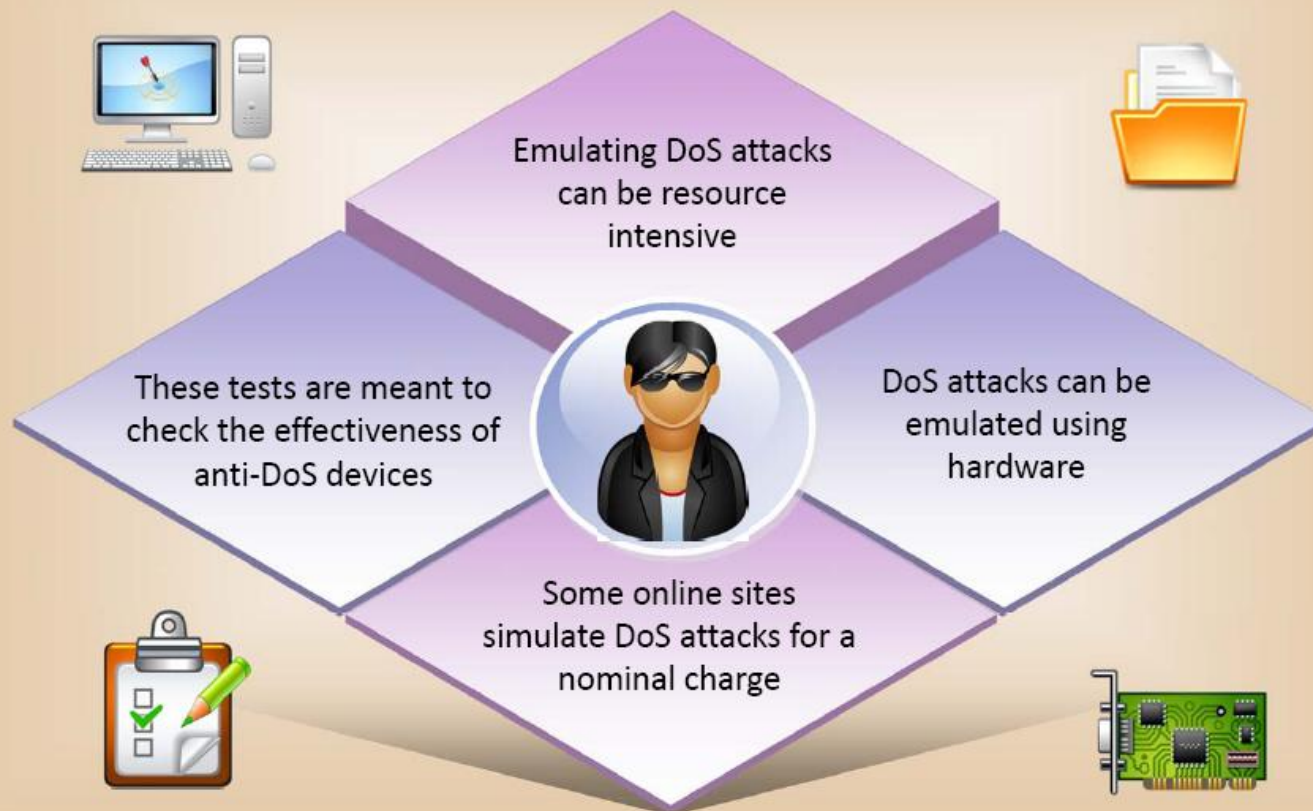 Emulating DoS attacks
can be resource
intensive
These tests are meant to
check the effectiveness of
anti-DoS devices
DoS attacks can be
emulated using
hardware
Some online sites
simulate DoS attacks for a
nominal charge